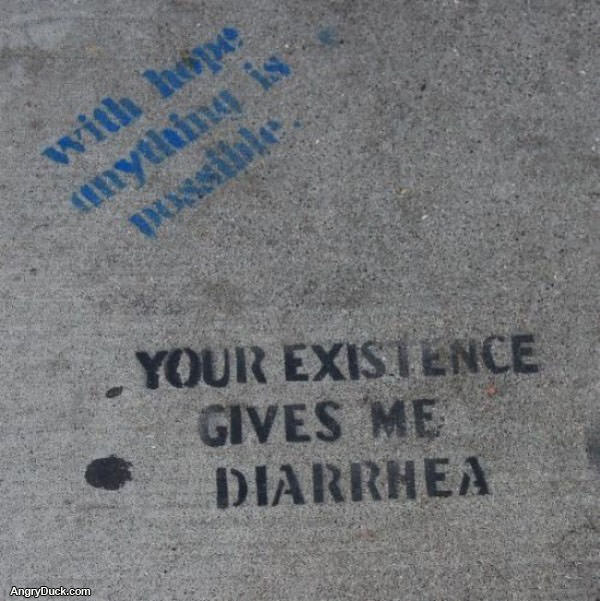 with hope
anything is
possible.
YOUR EXISTENCE
GIVES ME
DIARRHEA
AngryDuck.com